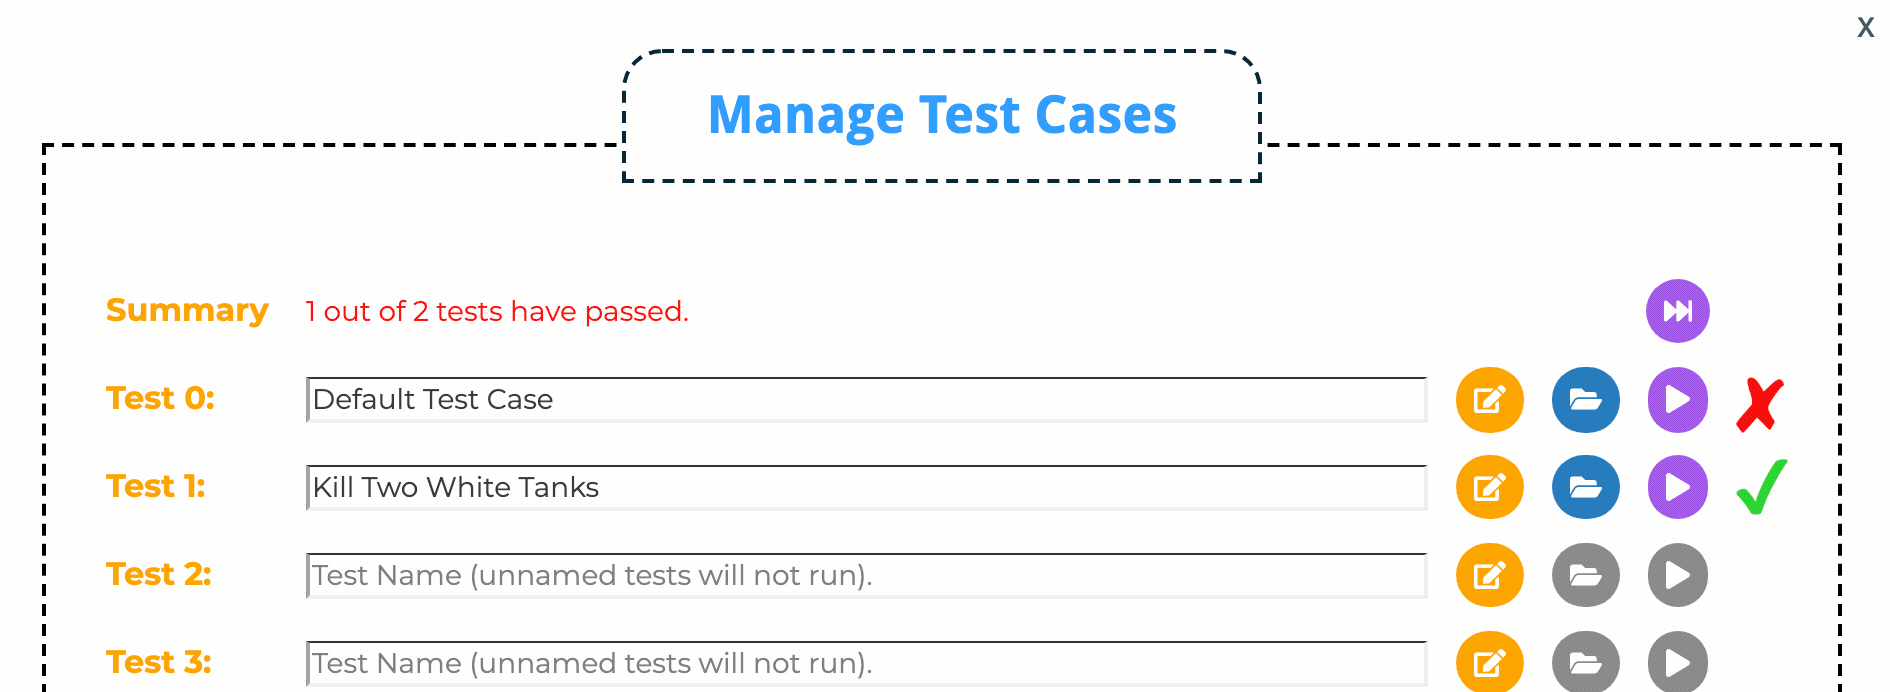 X
Manage Test Cases
Summary 1 out of 2 tests have passed.
Test 0: Default Test Case
Test 1: Kill Two White Tanks
Test 2: Test Name (unnamed tests will not run).
Test 3: Test Name (unnamed tests will not run).